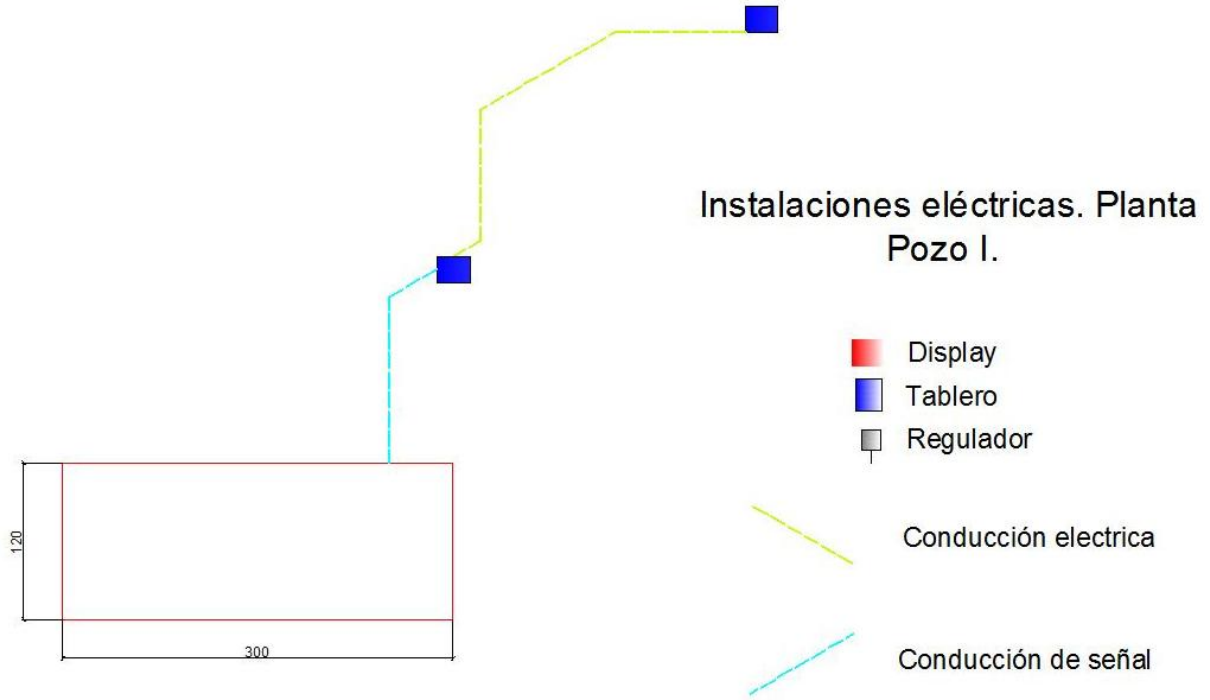 Instalaciones eléctricas. Planta
Pozo I.
Display
Tablero
Regulador
Conducción electrica
Conducción de señal
120
300